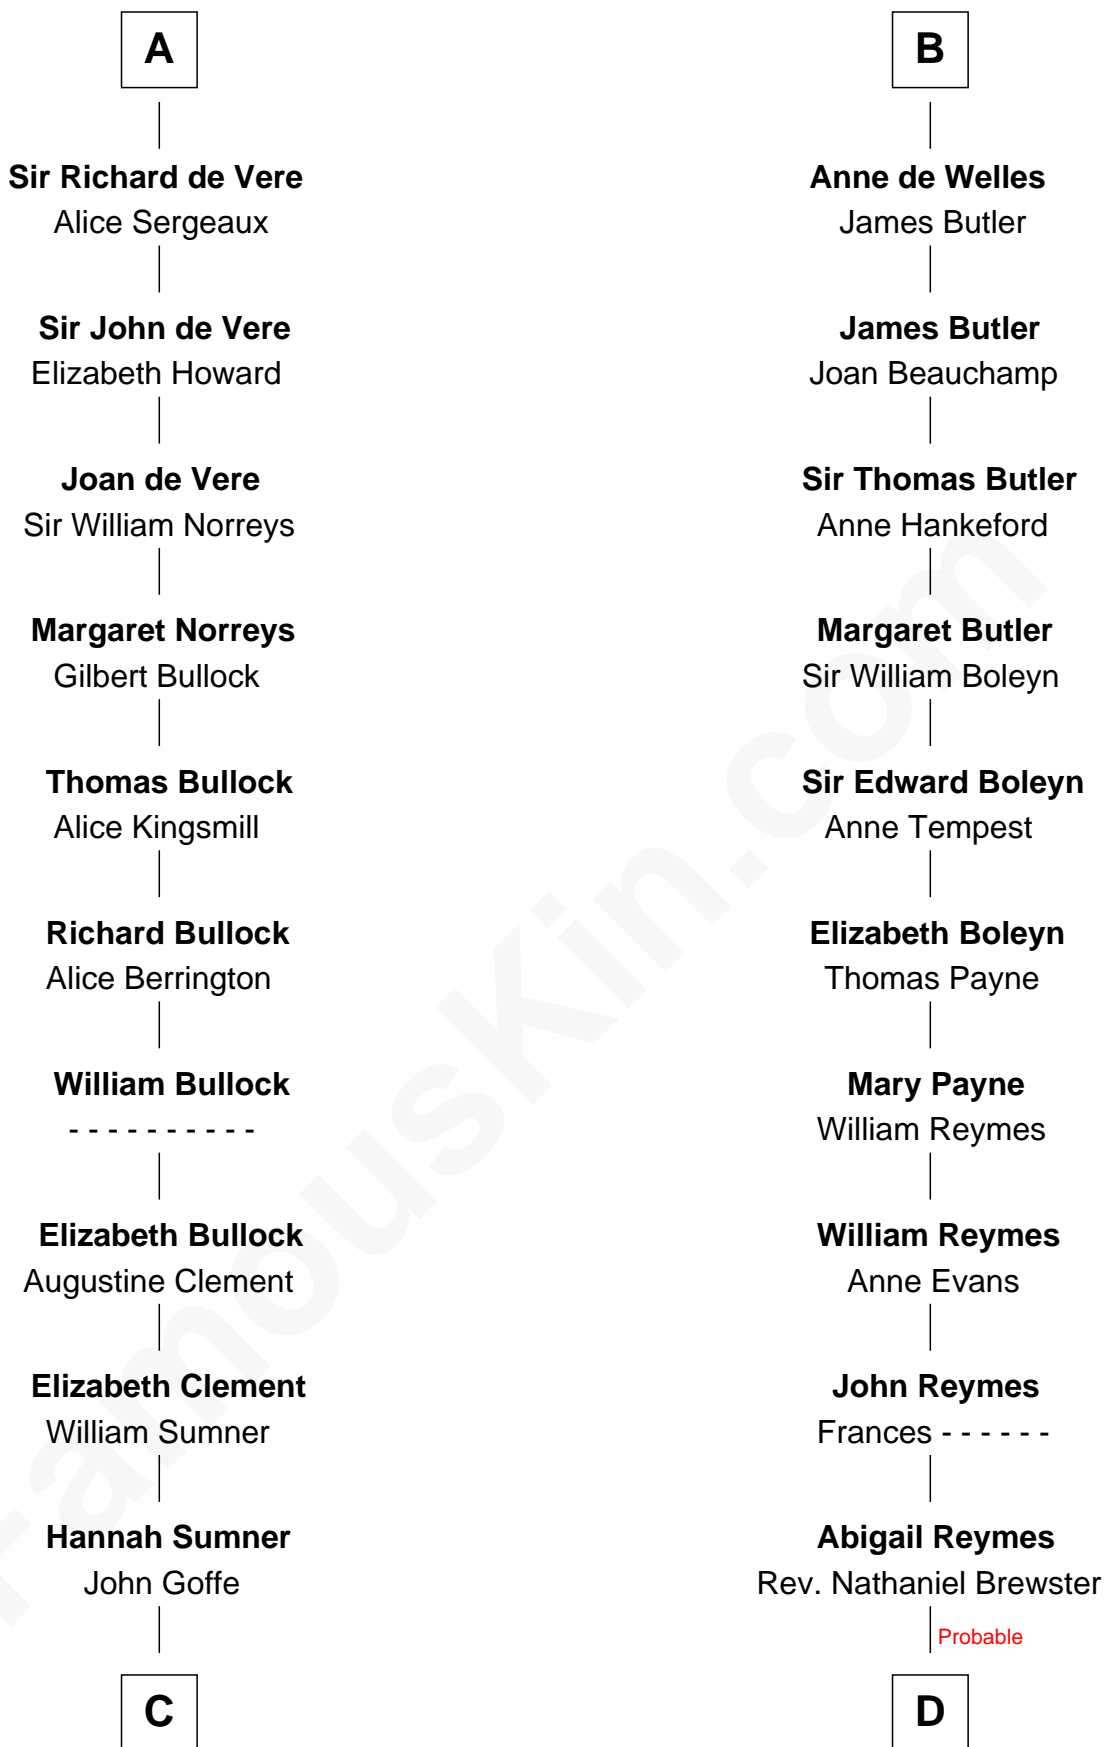 A
Sir Richard de Vere
Alice Sergeaux
Sir John de Vere
Elizabeth Howard
Joan de Vere
Sir William Norreys
Margaret Norreys
Gilbert Bullock
Thomas Bullock
Alice Kingsmill
Richard Bullock
Alice Berrington
William Bullock
- - - - - - - - - -
Elizabeth Bullock
Augustine Clement
Elizabeth Clement
William Sumner
Hannah Sumner
John Goffe
C
B
Anne de Welles
James Butler
James Butler
Joan Beauchamp
Sir Thomas Butler
Anne Hankeford
Margaret Butler
Sir William Boleyn
Sir Edward Boleyn
Anne Tempest
Elizabeth Boleyn
Thomas Payne
Mary Payne
William Reymes
William Reymes
Anne Evans
John Reymes
Frances - - - - - -
Abigail Reymes
Rev. Nathaniel Brewster
Probable
D
FamousKin.com